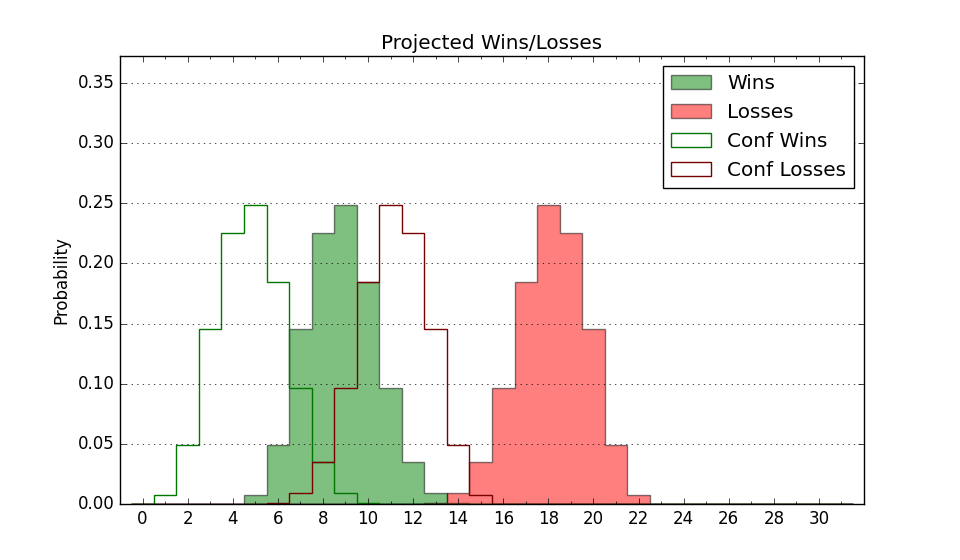 Projected Wins/Losses
0.35
0.30
0.25
0.20
0.15
0.10
0.05
0.00
Probability
Wins
Losses
Conf Wins
Conf Losses
0 2 4 6 8 10 12 14 16 18 20 22 24 26 28 30